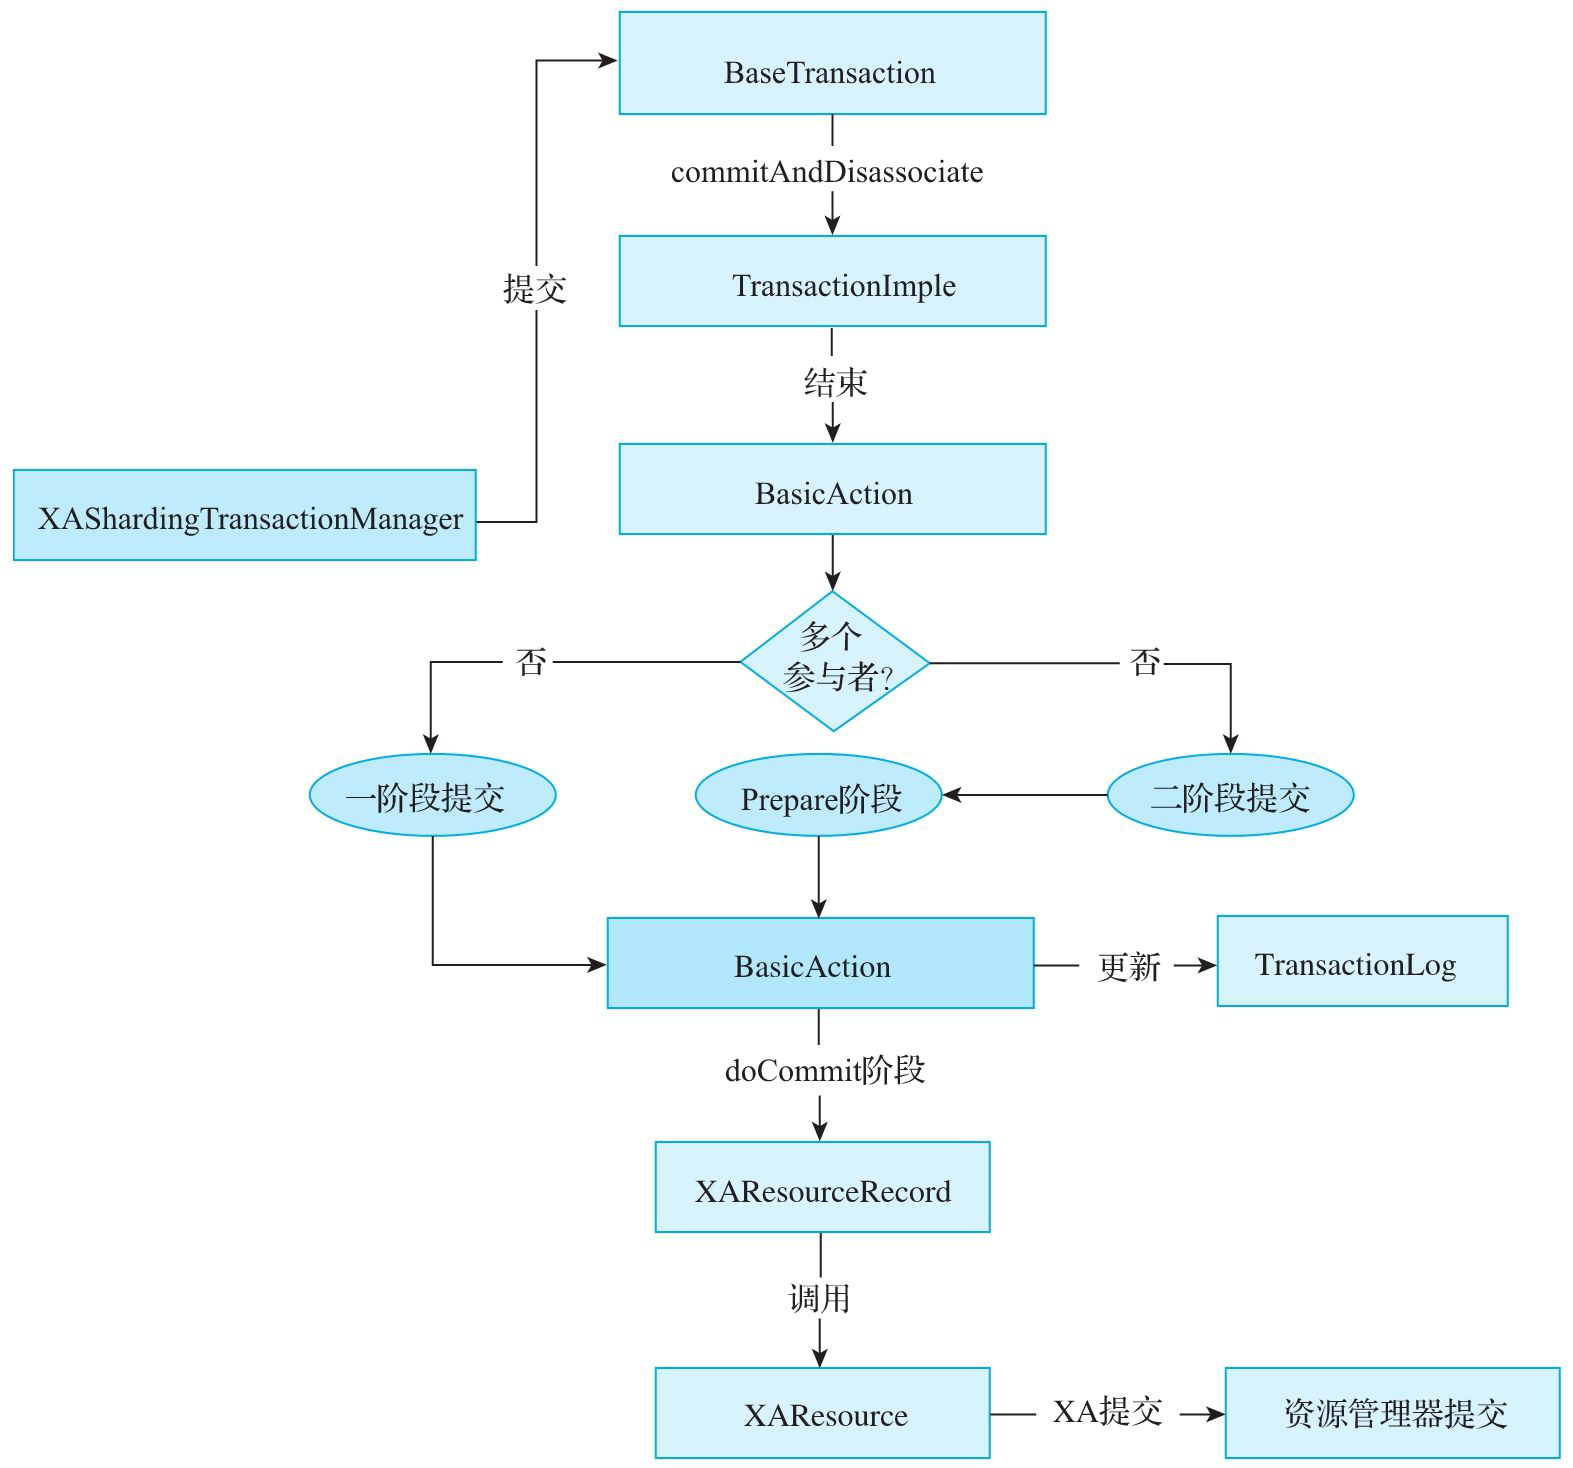 BaseTransaction
commitAndDisassociate
TransactionImple
提交
结束
BasicAction
XAShardingTransactionManager
多个
参与者?
否
否
一阶段提交
Prepare阶段
二阶段提交
BasicAction
更新
TransactionLog
doCommit阶段
XAResourceRecord
调用
XAResource
XA提交
资源管理器提交